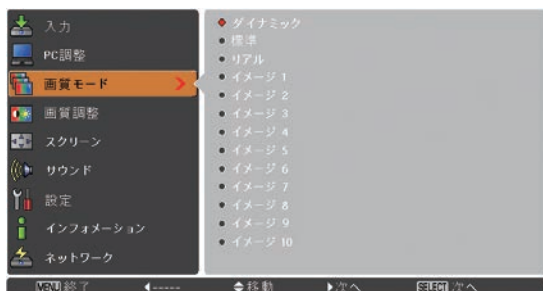 入力
PC調整
画質モード
画質調整
スクリーン
サウンド
設定
インフォメーション
ネットワーク
ダイナミック
標準
リアル
イメージ 1
イメージ 2
イメージ 3
イメージ 4
イメージ 5
イメージ 6
イメージ 7
イメージ 8
イメージ 9
イメージ 10
MENU 終了 ----- 移動 次へ SELECT 次へ